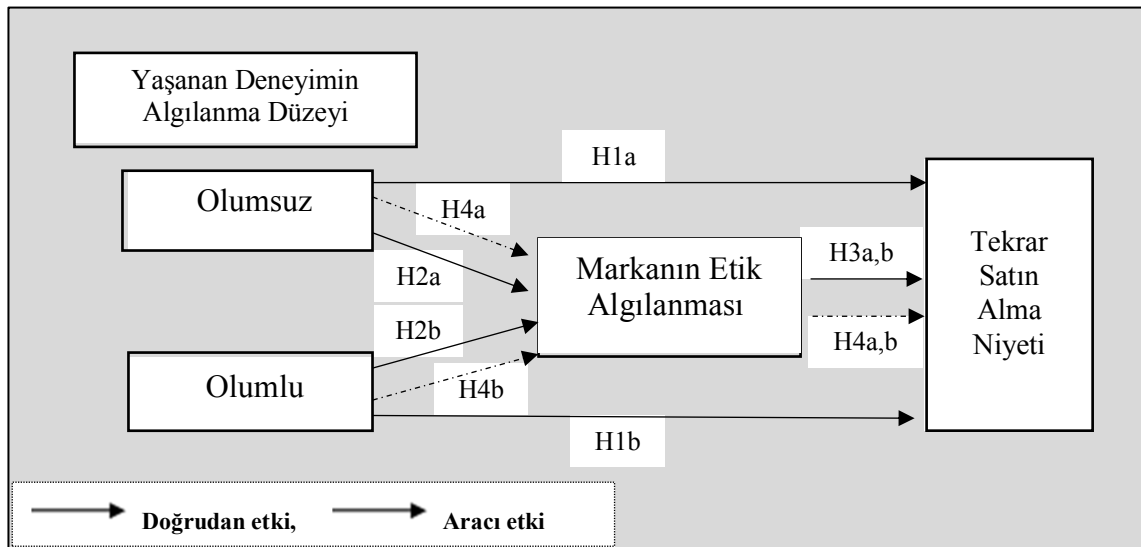 Yaşanan Deneyimin
Algılanma Düzeyi
H1a
Olumsuz
H4a
H2a
Markanın Etik
Algılanması
H3a,b
Tekrar
Satın
Alma
Niyeti
H2b
H4a,b
Olumlu
H4b
H1b
Doğrudan etki, Aracı etki